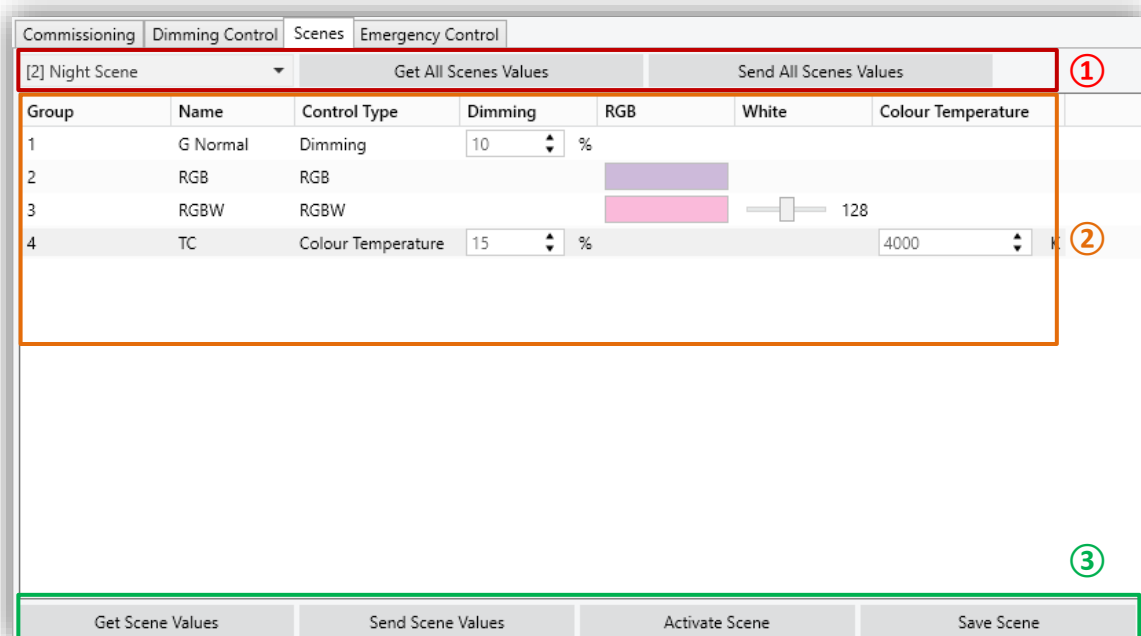 Commissioning Dimming Control Scenes Emergency Control
[2] Night Scene Get All Scenes Values Send All Scenes Values ①
Group Name Control Type Dimming RGB White Colour Temperature
1 G Normal Dimming 10 %
2 RGB RGB
3 RGBW RGBW 128
4 TC Colour Temperature 15 % 4000 K ②
③
Get Scene Values Send Scene Values Activate Scene Save Scene